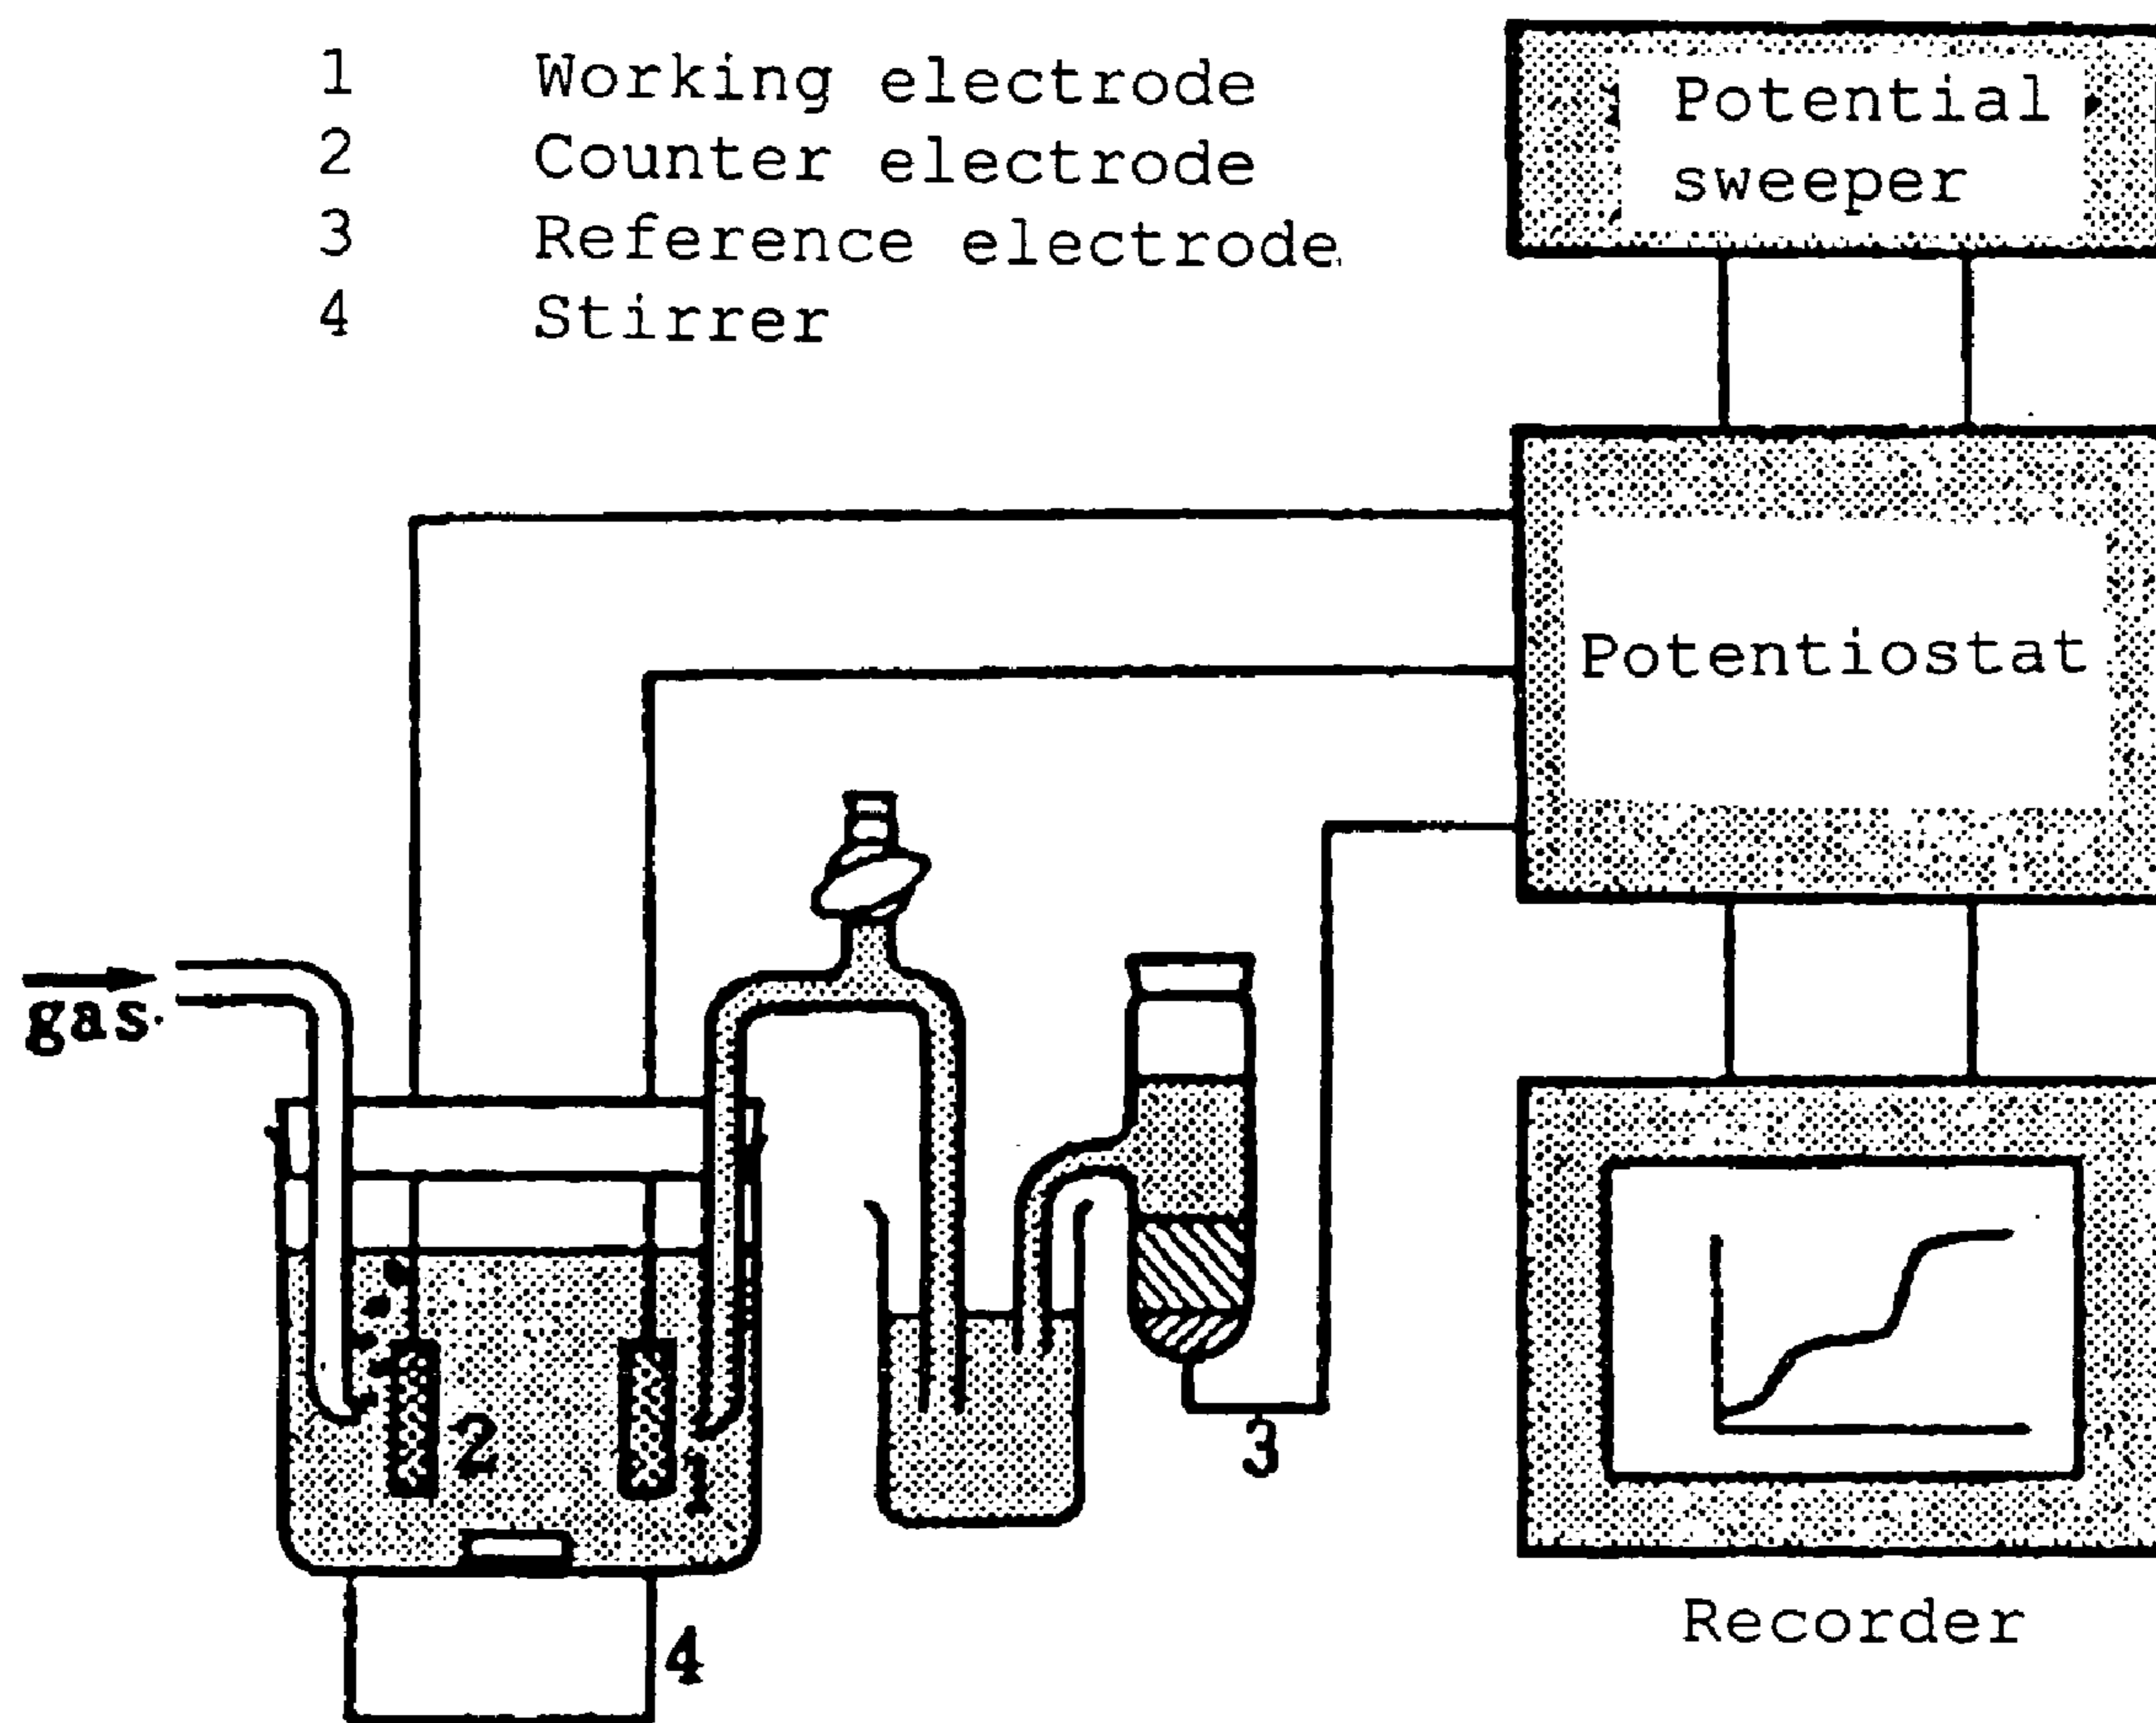 1 Working electrode
2 Counter electrode
3 Reference electrode
4 Stirrer
Potential
sweeper
Potentiostat
gas
2
1
3
4
Recorder